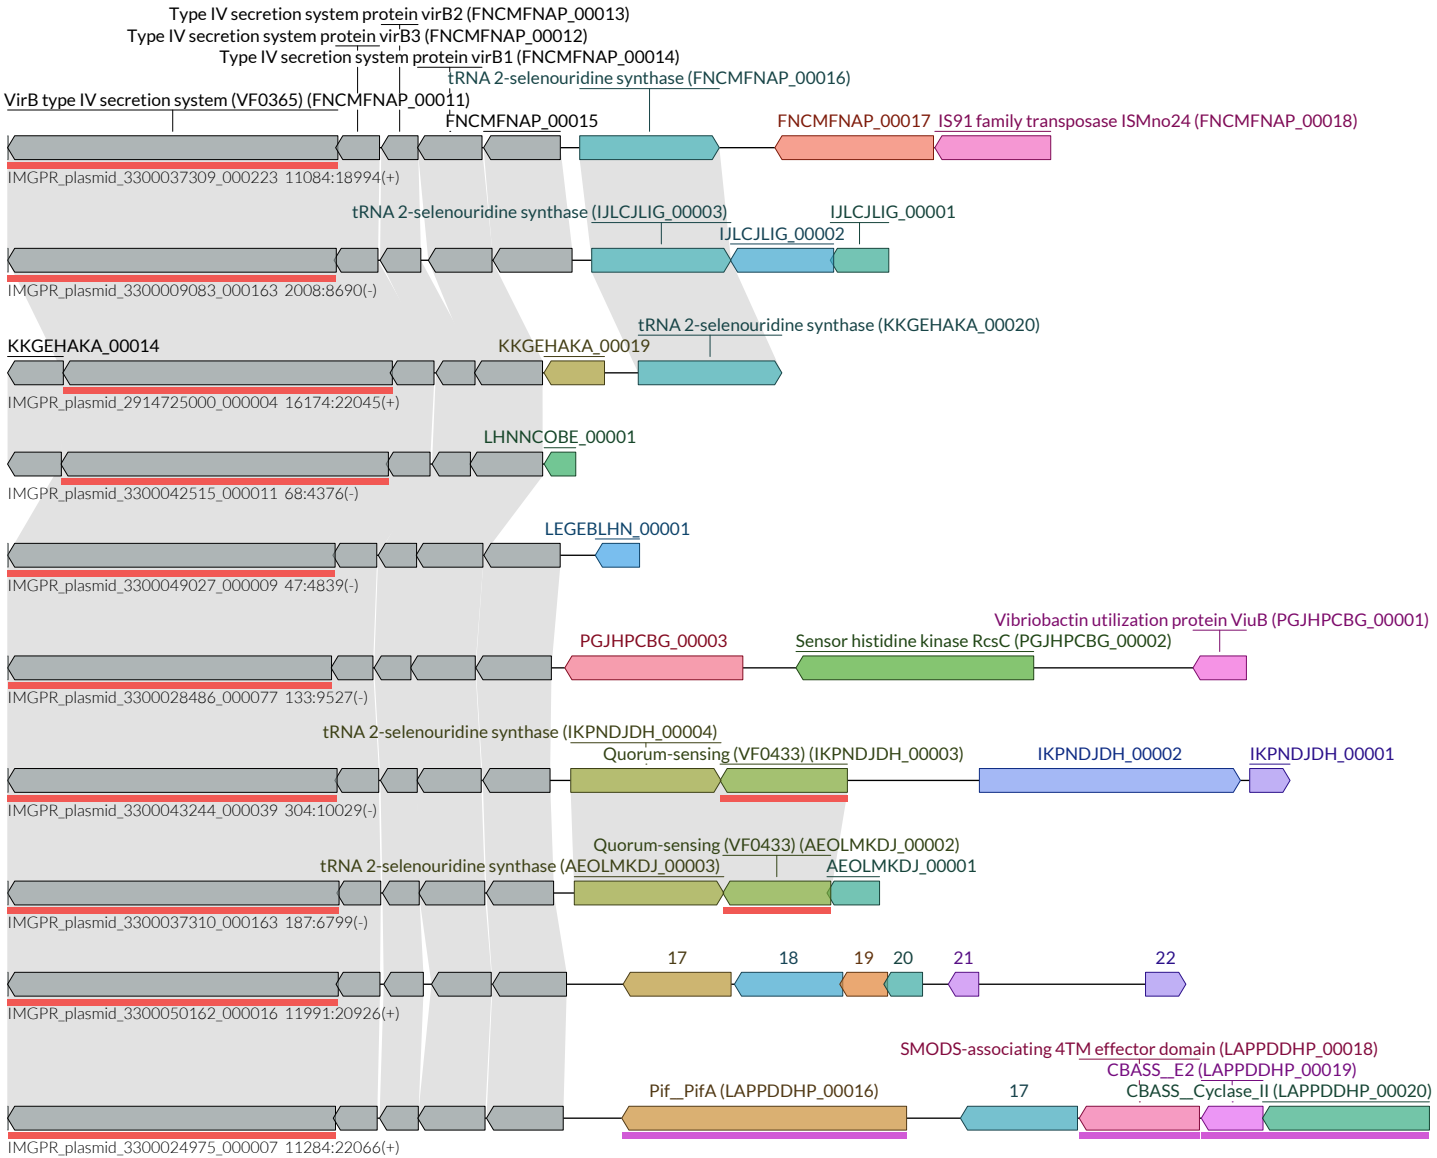 Type IV secretion system protein virB2 (FNCMFNAP_00013)
Type IV secretion system protein virB3 (FNCMFNAP_00012)
Type IV secretion system protein virB1 (FNCMFNAP_00014)
tRNA 2-selenouridine synthase (FNCMFNAP_00016)
VirB type IV secretion system (VF0365) (FNCMFNAP_00011)
FNCMFNAP_00015
FNCMFNAP_00017
IS91 family transposase ISMno24 (FNCMFNAP_00018)
IMGPR_plasmid_3300037309_000223 11084:18994(+)
tRNA 2-selenouridine synthase (IJLCJLIG_00003)
IJLCJLIG_00001
IJLCJLIG_00002
IMGPR_plasmid_3300009083_000163 2008:8690(-)
tRNA 2-selenouridine synthase (KKGEHAKA_00020)
KKGEHAKA_00014
KKGEHAKA_00019
IMGPR_plasmid_2914725000_000004 16174:22045(+)
LHNNCOBE_00001
IMGPR_plasmid_3300042515_000011 68:4376(-)
LEGEBLHN_00001
IMGPR_plasmid_3300049027_000009 47:4839(-)
Vibriobactin utilization protein ViuB (PGJHPCBG_00001)
PGJHPCBG_00003
Sensor histidine kinase RcsC (PGJHPCBG_00002)
IMGPR_plasmid_3300028486_000077 133:9527(-)
tRNA 2-selenouridine synthase (IKPNDJDH_00004)
Quorum-sensing (VF0433) (IKPNDJDH_00003)
IKPNDJDH_00002
IKPNDJDH_00001
IMGPR_plasmid_3300043244_000039 304:10029(-)
Quorum-sensing (VF0433) (AEOLMKDJ_00002)
tRNA 2-selenouridine synthase (AEOLMKDJ_00003)
AEOLMKDJ_00001
IMGPR_plasmid_3300037310_000163 187:6799(-)
17
18
19
20
21
22
IMGPR_plasmid_3300050162_000016 11991:20926(+)
SMODS-associating 4TM effector domain (LAPPDDHP_00018)
CBASS__E2 (LAPPDDHP_00019)
Pif__PifA (LAPPDDHP_00016)
17
CBASS__Cyclase_II (LAPPDDHP_00020)
IMGPR_plasmid_3300024975_000007 11284:22066(+)